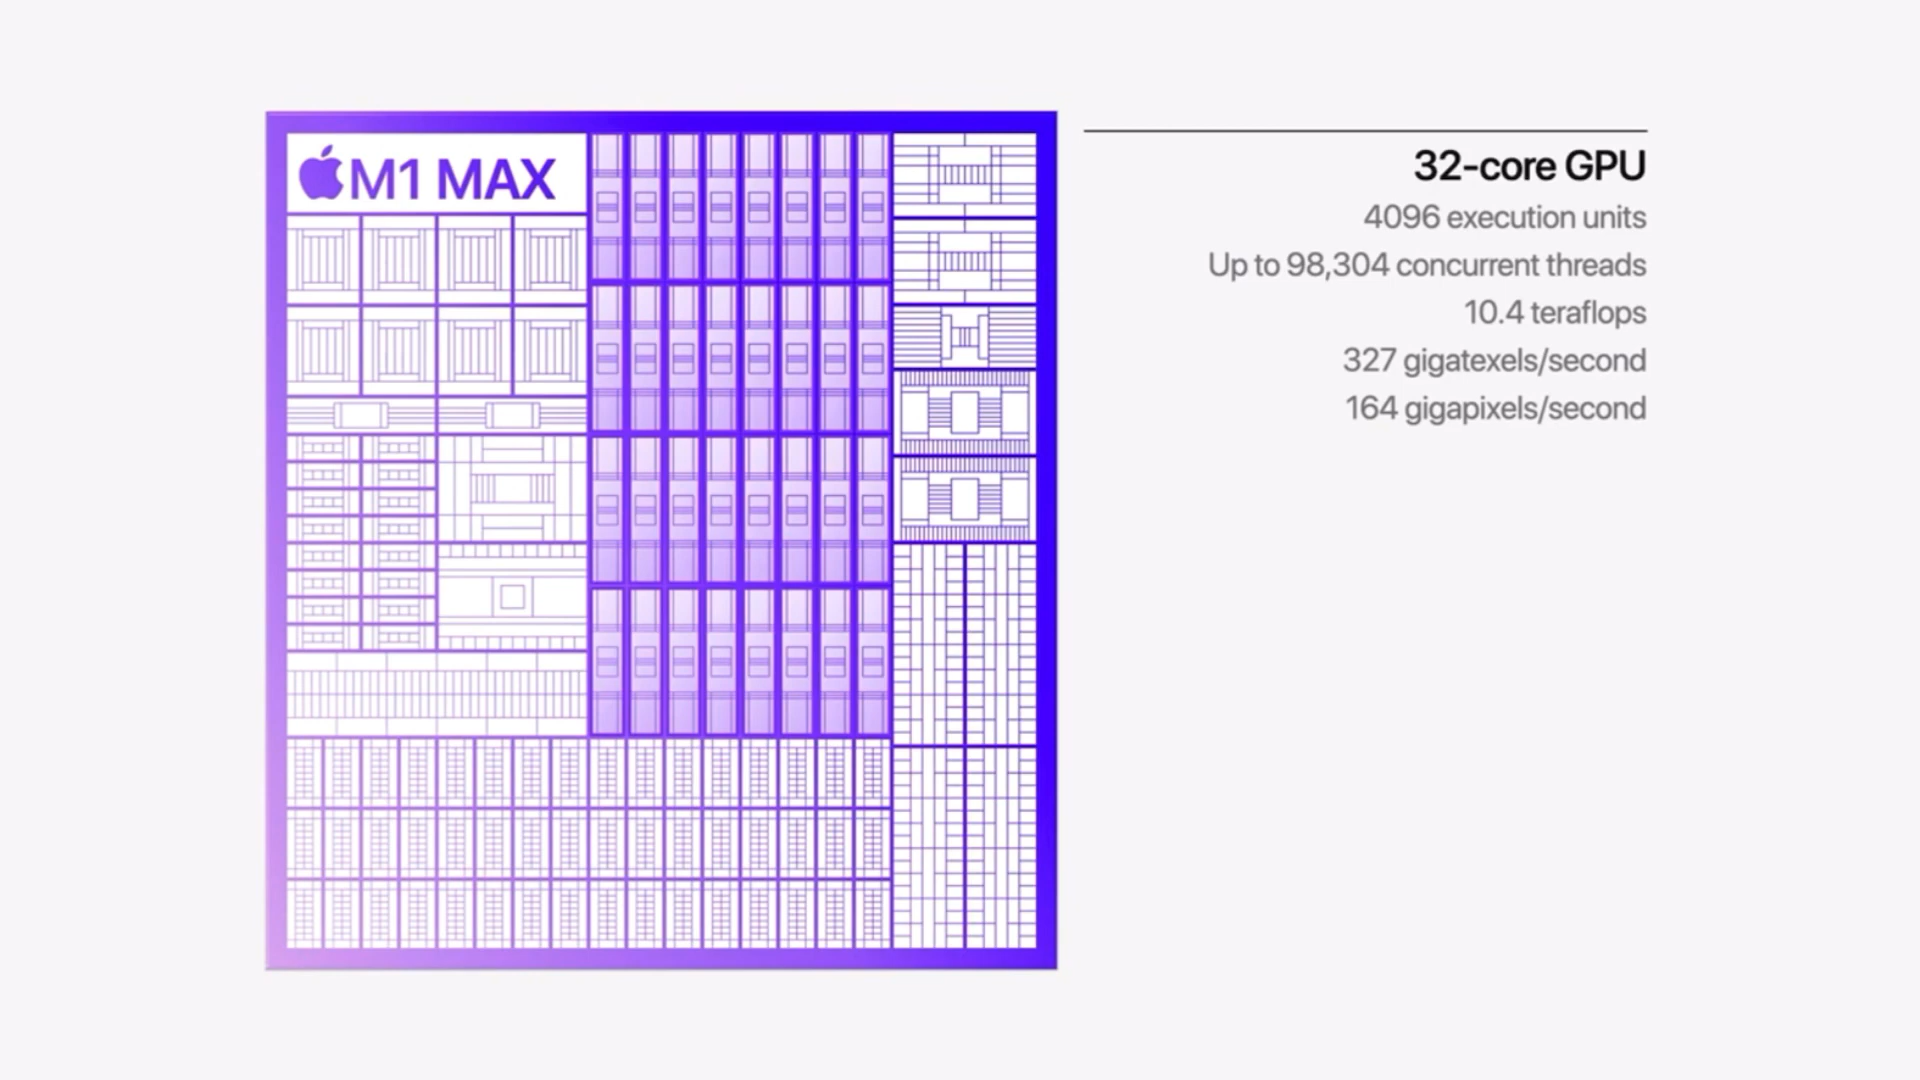 M1 MAX
32-core GPU
4096 execution units
Up to 98,304 concurrent threads
10.4 teraflops
327 gigatexels/second
164 gigapixels/second